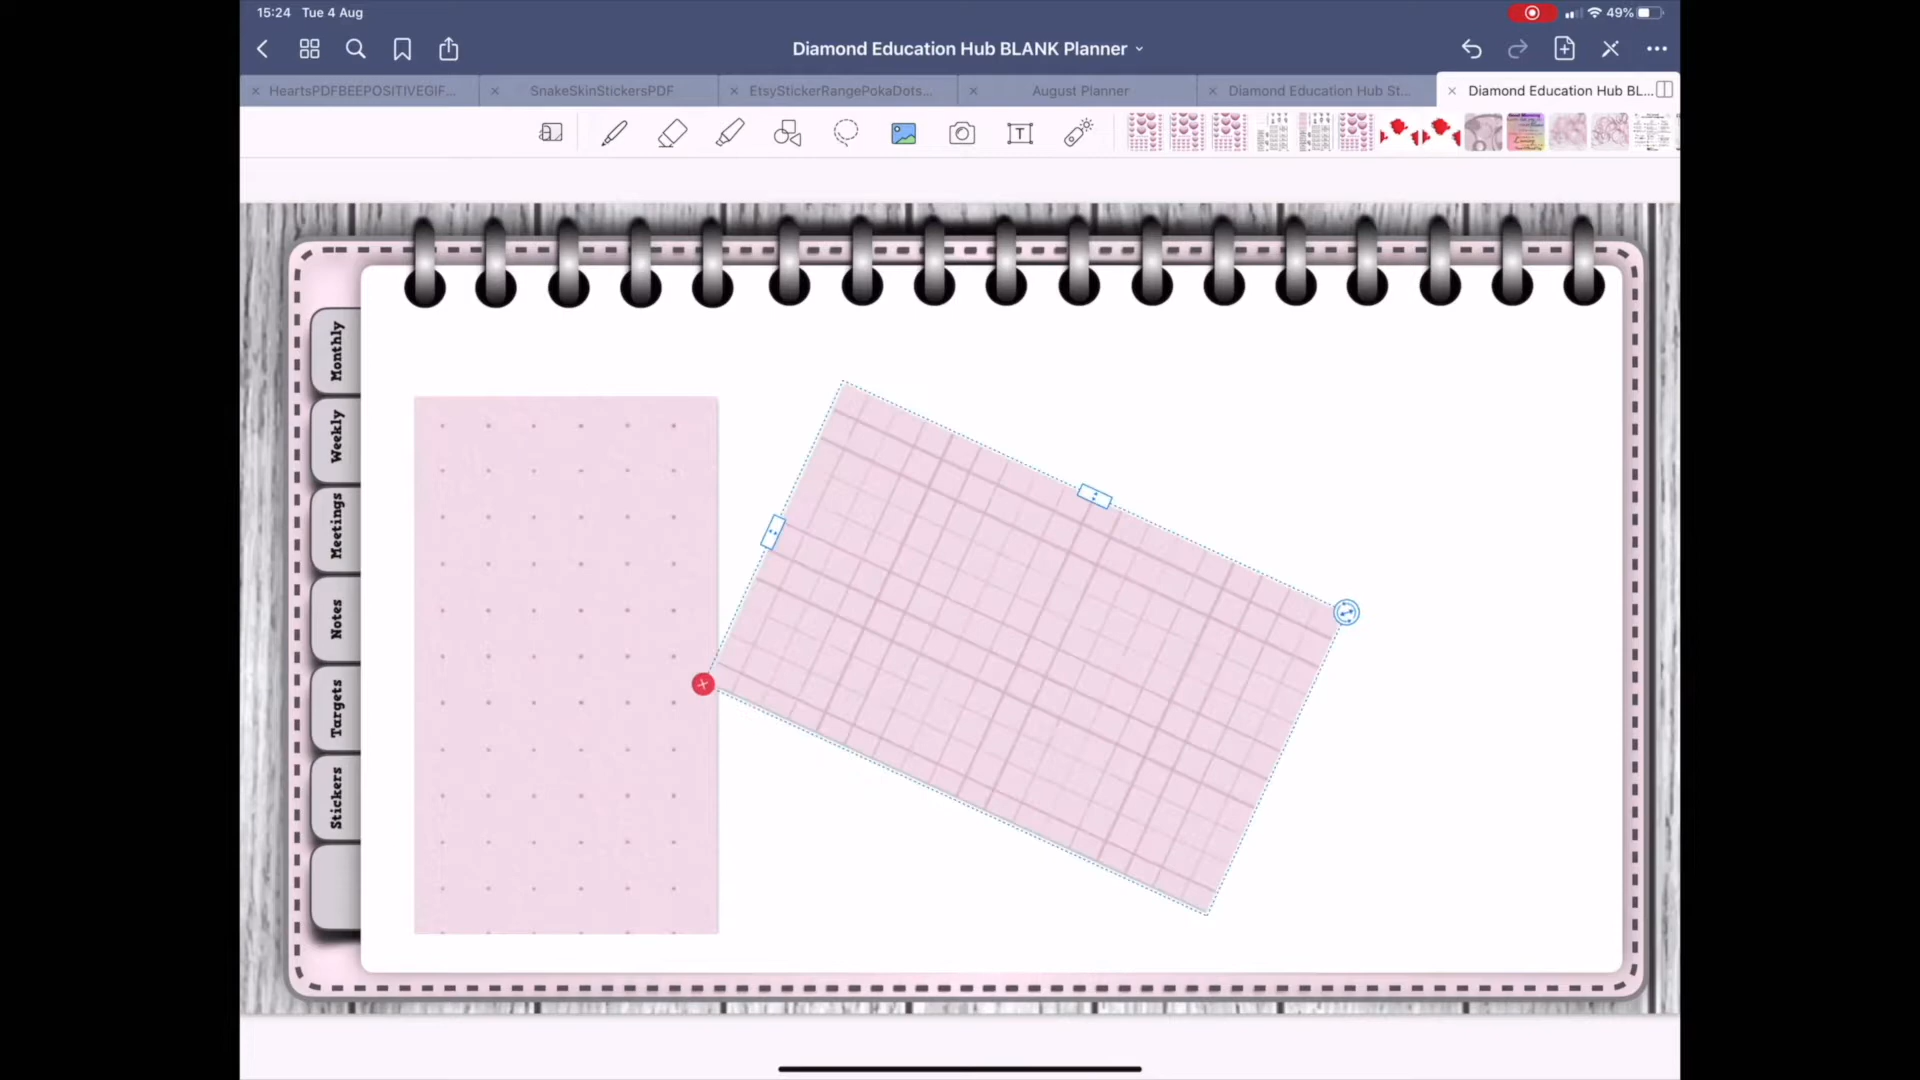 15:24 Tue 4 Aug
49%
Diamond Education Hub BLANK Planner
HeartsPDFBEEPOSITIVEGIF...
SnakeSkinStickersPDF
EtsyStickerRangePokaDots...
August Planner
Diamond Education Hub St...
Diamond Education Hub BL...
T
Monthly
Weekly
Meetings
Notes
Targets
Stickers